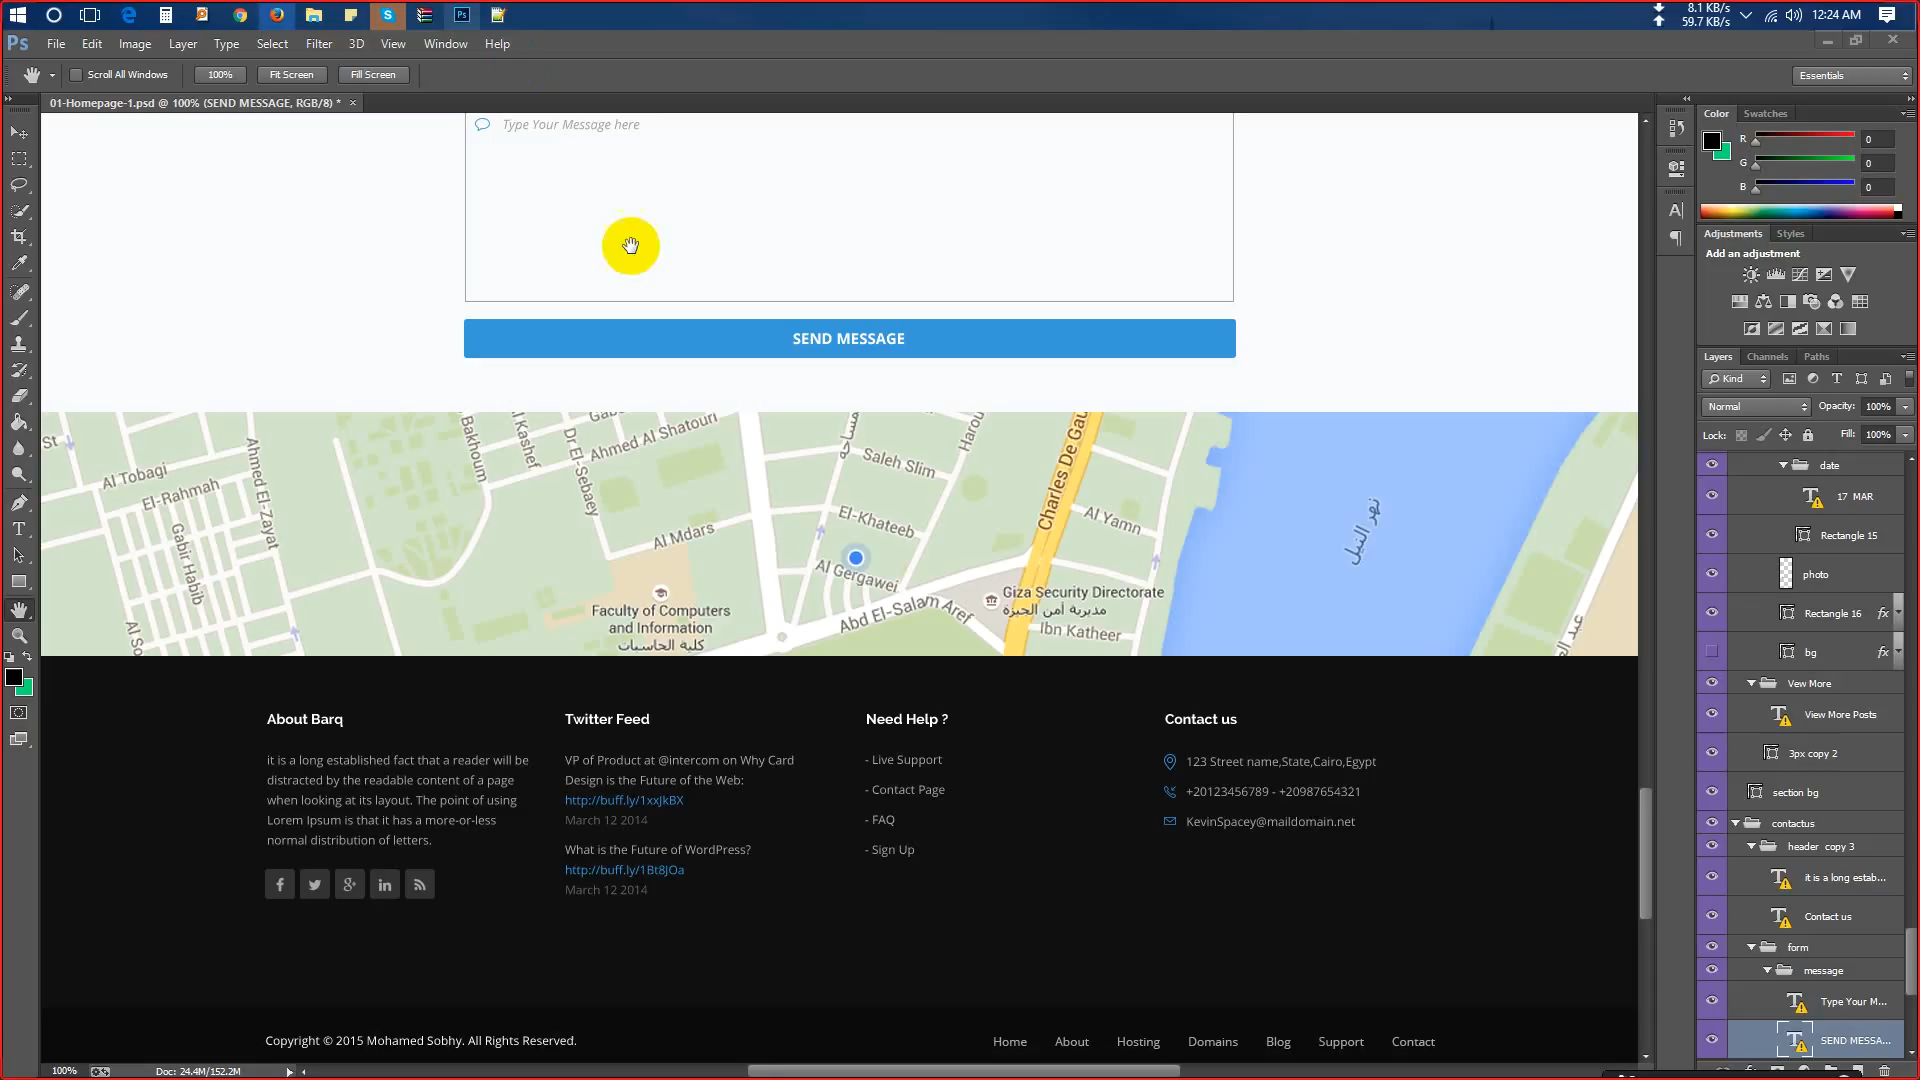 8.1 KB/s
59.7 KB/s
12:24 AM
Ps
File Edit Image Layer Type Select Filter 3D View Window Help
Scroll All Windows 100% Fit Screen Fill Screen Essentials
01-Homepage-1.psd @ 100% (SEND MESSAGE, RGB/8) *
Type Your Message here
SEND MESSAGE
St
Al Tobagi
El-Rahmah
Gabir Habib
Ahmed El-Zayat
Bakhoum
Al Kashef
Dr El-Sebaey
Ahmed Al Shatouri
Al Mdars
Faculty of Computers
and Information
كلية الحاسبات
Saleh Slim
El-Khateeb
Al Gergawei
Abd El-Salam Aref
Charles De Gau
Al Yamn
Giza Security Directorate
مديرية أمن الجيزة
Ibn Katheer
نهر النيل
About Barq
it is a long established fact that a reader will be
distracted by the readable content of a page
when looking at its layout. The point of using
Lorem Ipsum is that it has a more-or-less
normal distribution of letters.
Twitter Feed
VP of Product at @intercom on Why Card
Design is the Future of the Web:
http://buff.ly/1xxJkBX
March 12 2014
What is the Future of WordPress?
http://buff.ly/1Bt8JOa
March 12 2014
Need Help ?
- Live Support
- Contact Page
- FAQ
- Sign Up
Contact us
123 Street name,State,Cairo,Egypt
+20123456789 - +20987654321
KevinSpacey@maildomain.net
Copyright © 2015 Mohamed Sobhy. All Rights Reserved.
Home About Hosting Domains Blog Support Contact
100% Doc: 24.4M/152.2M
Color Swatches
R 0
G 0
B 0
Adjustments Styles
Add an adjustment
Layers Channels Paths
Kind
Normal Opacity: 100%
Lock: Fill: 100%
date
17 MAR
Rectangle 15
photo
Rectangle 16 fx
bg fx
Vew More
View More Posts
3px copy 2
section bg
contactus
header copy 3
it is a long estab...
Contact us
form
message
Type Your M...
SEND MESSA...